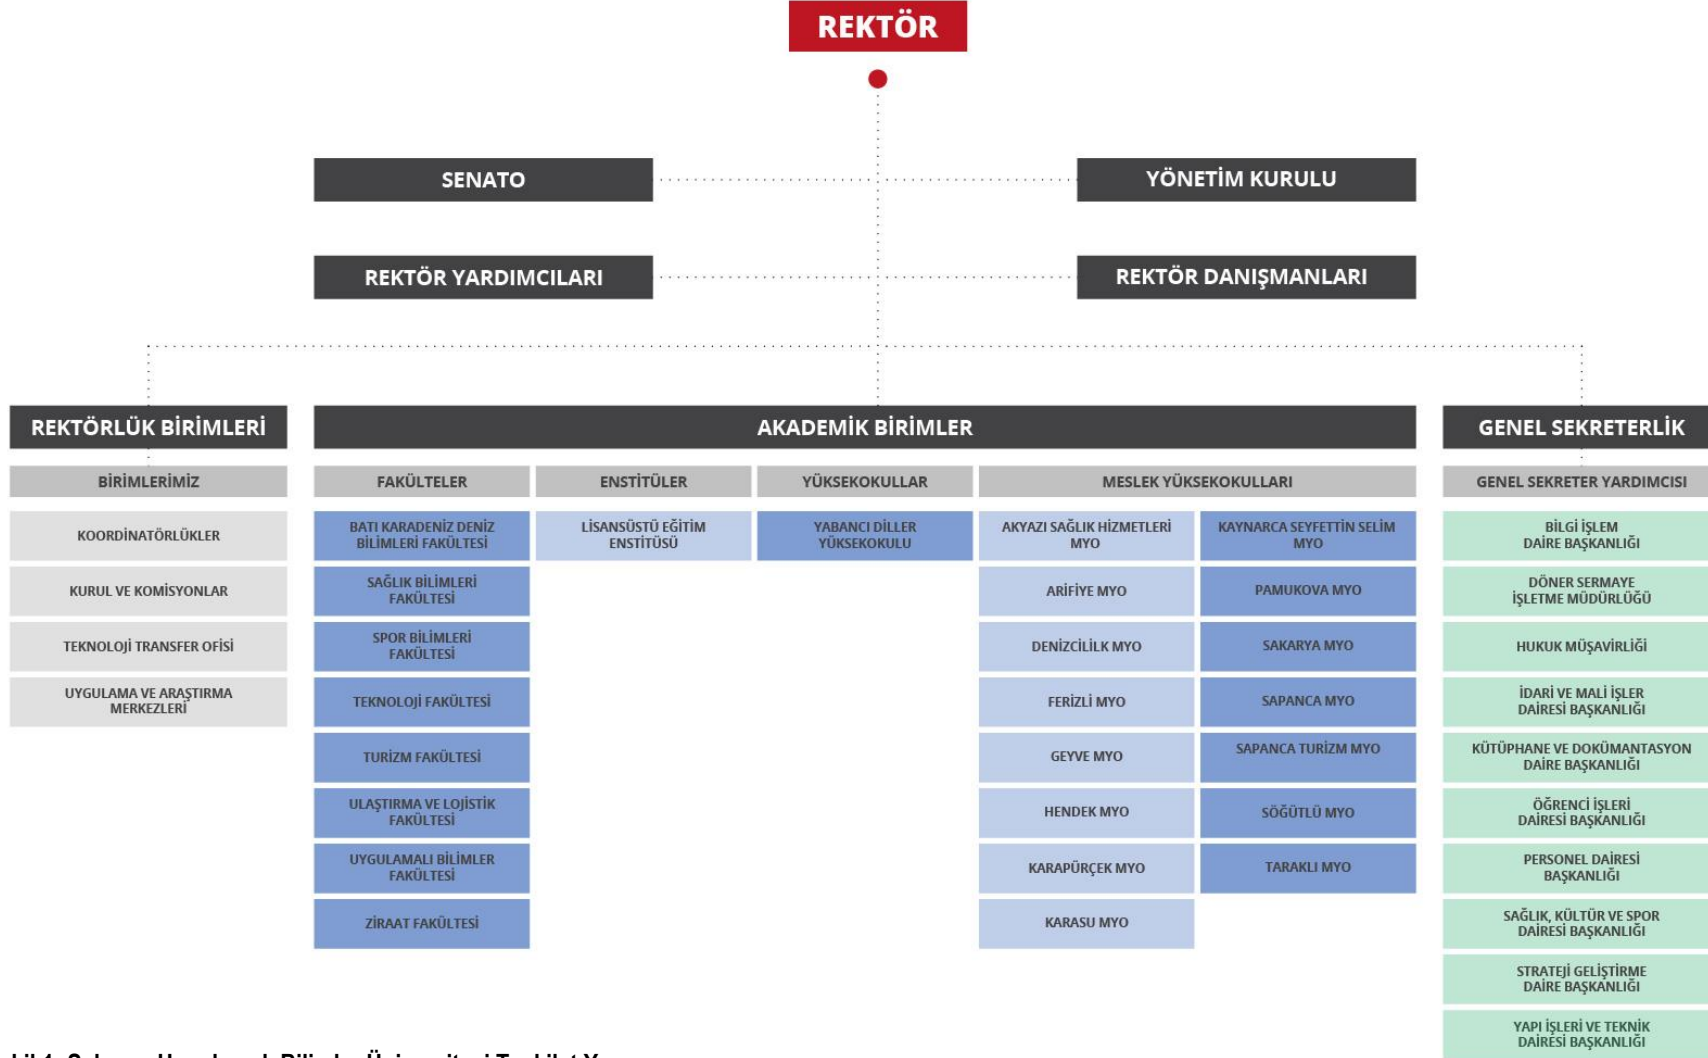 REKTÖR
SENATO
YÖNETİM KURULU
REKTÖR YARDIMCILARI
REKTÖR DANIŞMANLARI
REKTÖRLÜK BİRİMLERİ
BİRİMLERİMİZ
KOORDİNATÖRLÜKLER
KURUL VE KOMİSYONLAR
TEKNOLOJİ TRANSFER OFİSİ
UYGULAMA VE ARAŞTIRMA
MERKEZLERİ
AKADEMİK BİRİMLER
FAKÜLTELER
BATI KARADENİZ DENİZ
BİLİMLERİ FAKÜLTESİ
SAĞLIK BİLİMLERİ
FAKÜLTESİ
SPOR BİLİMLERİ
FAKÜLTESİ
TEKNOLOJİ FAKÜLTESİ
TURİZM FAKÜLTESİ
ULAŞTIRMA VE LOJİSTİK
FAKÜLTESİ
UYGULAMALI BİLİMLER
FAKÜLTESİ
ZİRAAT FAKÜLTESİ
ENSTİTÜLER
LİSANSÜSTÜ EĞİTİM
ENSTİTÜSÜ
YÜKSEKOKULLAR
YABANCI DİLLER
YÜKSEKOKULU
MESLEK YÜKSEKOKULLARI
AKYAZI SAĞLIK HİZMETLERİ
MYO
ARİFİYE MYO
DENİZCİLİLK MYO
FERİZLİ MYO
GEYVE MYO
HENDEK MYO
KARAPÜRÇEK MYO
KARASU MYO
KAYNARCA SEYFETTİN SELİM
MYO
PAMUKOVA MYO
SAKARYA MYO
SAPANCA MYO
SAPANCA TURİZM MYO
SÖĞÜTLÜ MYO
TARAKLI MYO
GENEL SEKRETERLİK
GENEL SEKRETER YARDIMCISI
BİLGİ İŞLEM
DAİRE BAŞKANLIĞI
DÖNER SERMAYE
İŞLETME MÜDÜRLÜĞÜ
HUKUK MÜŞAVİRLİĞİ
İDARİ VE MALİ İŞLER
DAİRESİ BAŞKANLIĞI
KÜTÜPHANE VE DOKÜMANTASYON
DAİRE BAŞKANLIĞI
ÖĞRENCİ İŞLERİ
DAİRESİ BAŞKANLIĞI
PERSONEL DAİRESİ
BAŞKANLIĞI
SAĞLIK, KÜLTÜR VE SPOR
DAİRESİ BAŞKANLIĞI
STRATEJİ GELİŞTİRME
DAİRE BAŞKANLIĞI
YAPI İŞLERİ VE TEKNİK
DAİRESİ BAŞKANLIĞI